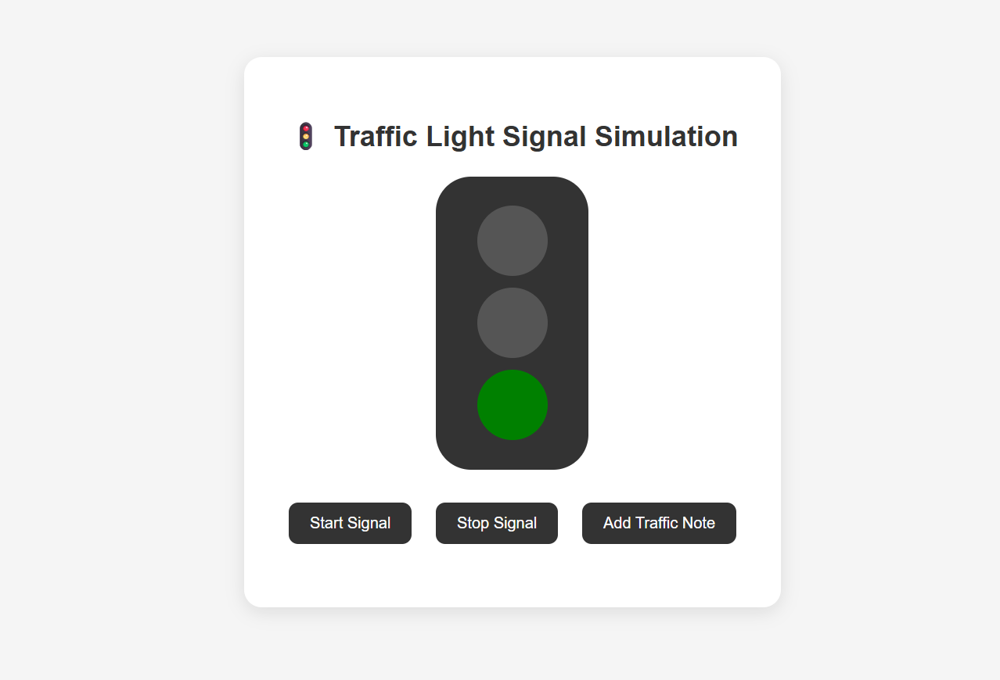 🚦 Traffic Light Signal Simulation
Start Signal
Stop Signal
Add Traffic Note